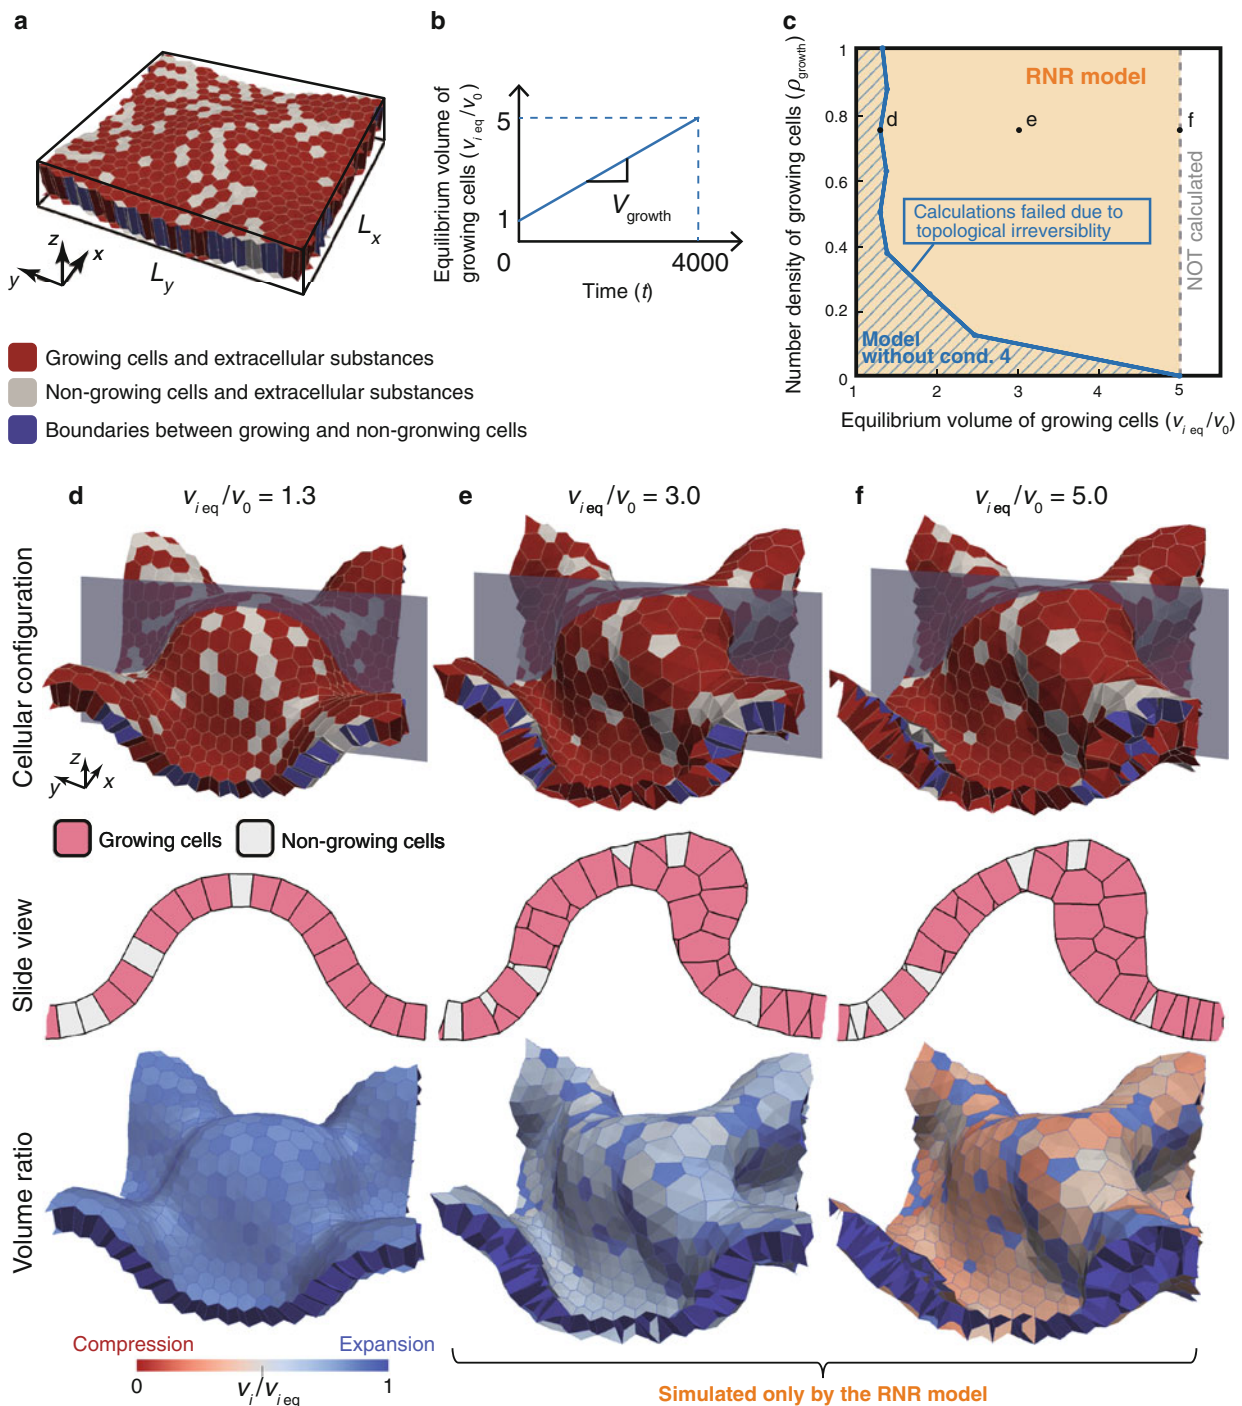 a
L_x
L_y
z
x
y
b
Equilibrium volume of
growing cells (v_i eq/v_0)
5
1
0
4000
V_growth
Time (t)
c
Number density of growing cells (ρ_growth)
1
0.8
0.6
0.4
0.2
0
1
2
3
4
5
RNR model
d
e
f
Calculations failed due to
topological irreversiblity
NOT calculated
Model
without cond. 4
Equilibrium volume of growing cells (v_i eq/v_0)
Growing cells and extracellular substances
Non-growing cells and extracellular substances
Boundaries between growing and non-gronwing cells
d
v_i eq/v_0 = 1.3
e
v_i eq/v_0 = 3.0
f
v_i eq/v_0 = 5.0
Cellular configuration
z
y
x
Growing cells
Non-growing cells
Slide view
Volume ratio
Compression
Expansion
0
v_i/v_i eq
1
Simulated only by the RNR model